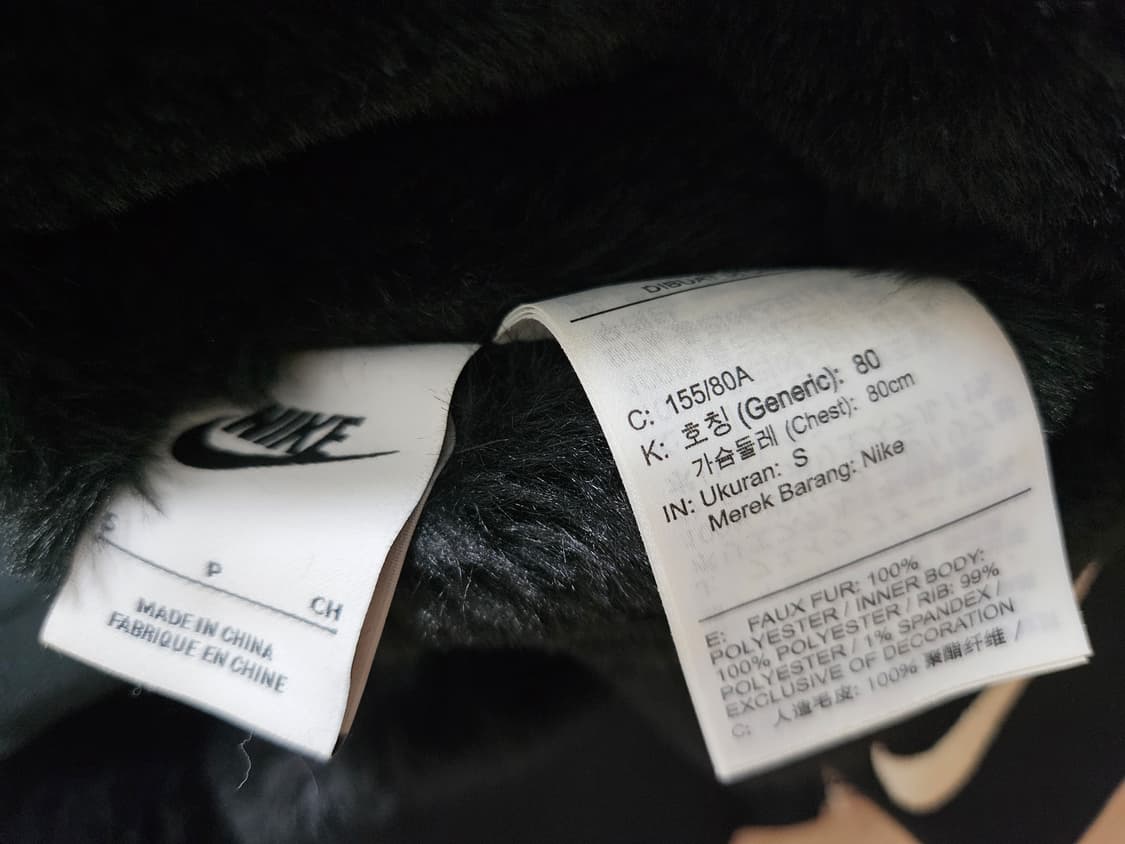 NIKE
S
P
CH
MADE IN CHINA
FABRIQUE EN CHINE
C: 155/80A
K: 호칭 (Generic): 80
가슴둘레 (Chest): 80cm
IN: Ukuran: S
Merek Barang: Nike
E: FAUX FUR: 100%
POLYESTER / INNER BODY:
100% POLYESTER / RIB: 99%
POLYESTER / 1% SPANDEX /
EXCLUSIVE OF DECORATION
C: 人造毛皮: 100% 聚酯纤维 /